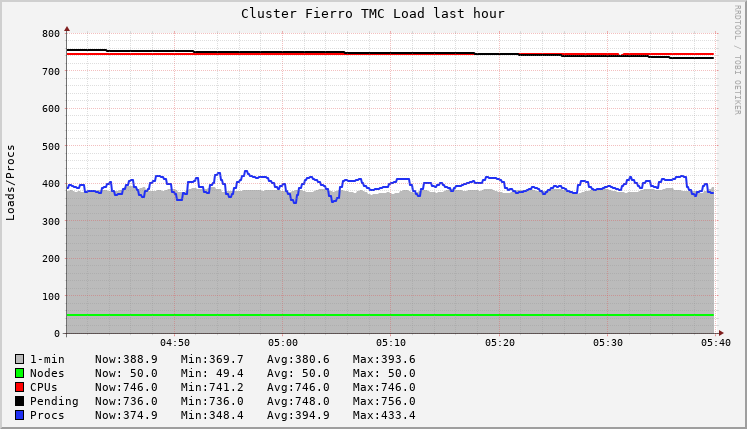 Cluster Fierro TMC Load last hour
RRDTOOL / TOBI OETIKER
Loads/Procs
800
700
600
500
400
300
200
100
0
04:50 05:00 05:10 05:20 05:30 05:40
1-min Now:388.9 Min:369.7 Avg:380.6 Max:393.6
Nodes Now: 50.0 Min: 49.4 Avg: 50.0 Max: 50.0
CPUs Now:746.0 Min:741.2 Avg:746.0 Max:746.0
Pending Now:736.0 Min:736.0 Avg:748.0 Max:756.0
Procs Now:374.9 Min:348.4 Avg:394.9 Max:433.4